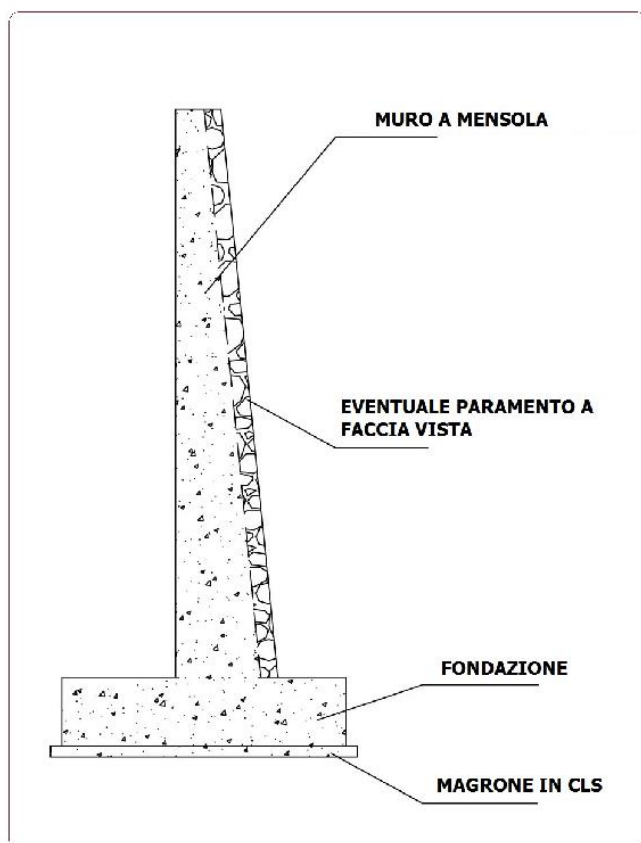 MURO A MENSOLA
EVENTUALE PARAMENTO A
FACCIA VISTA
FONDAZIONE
MAGRONE IN CLS